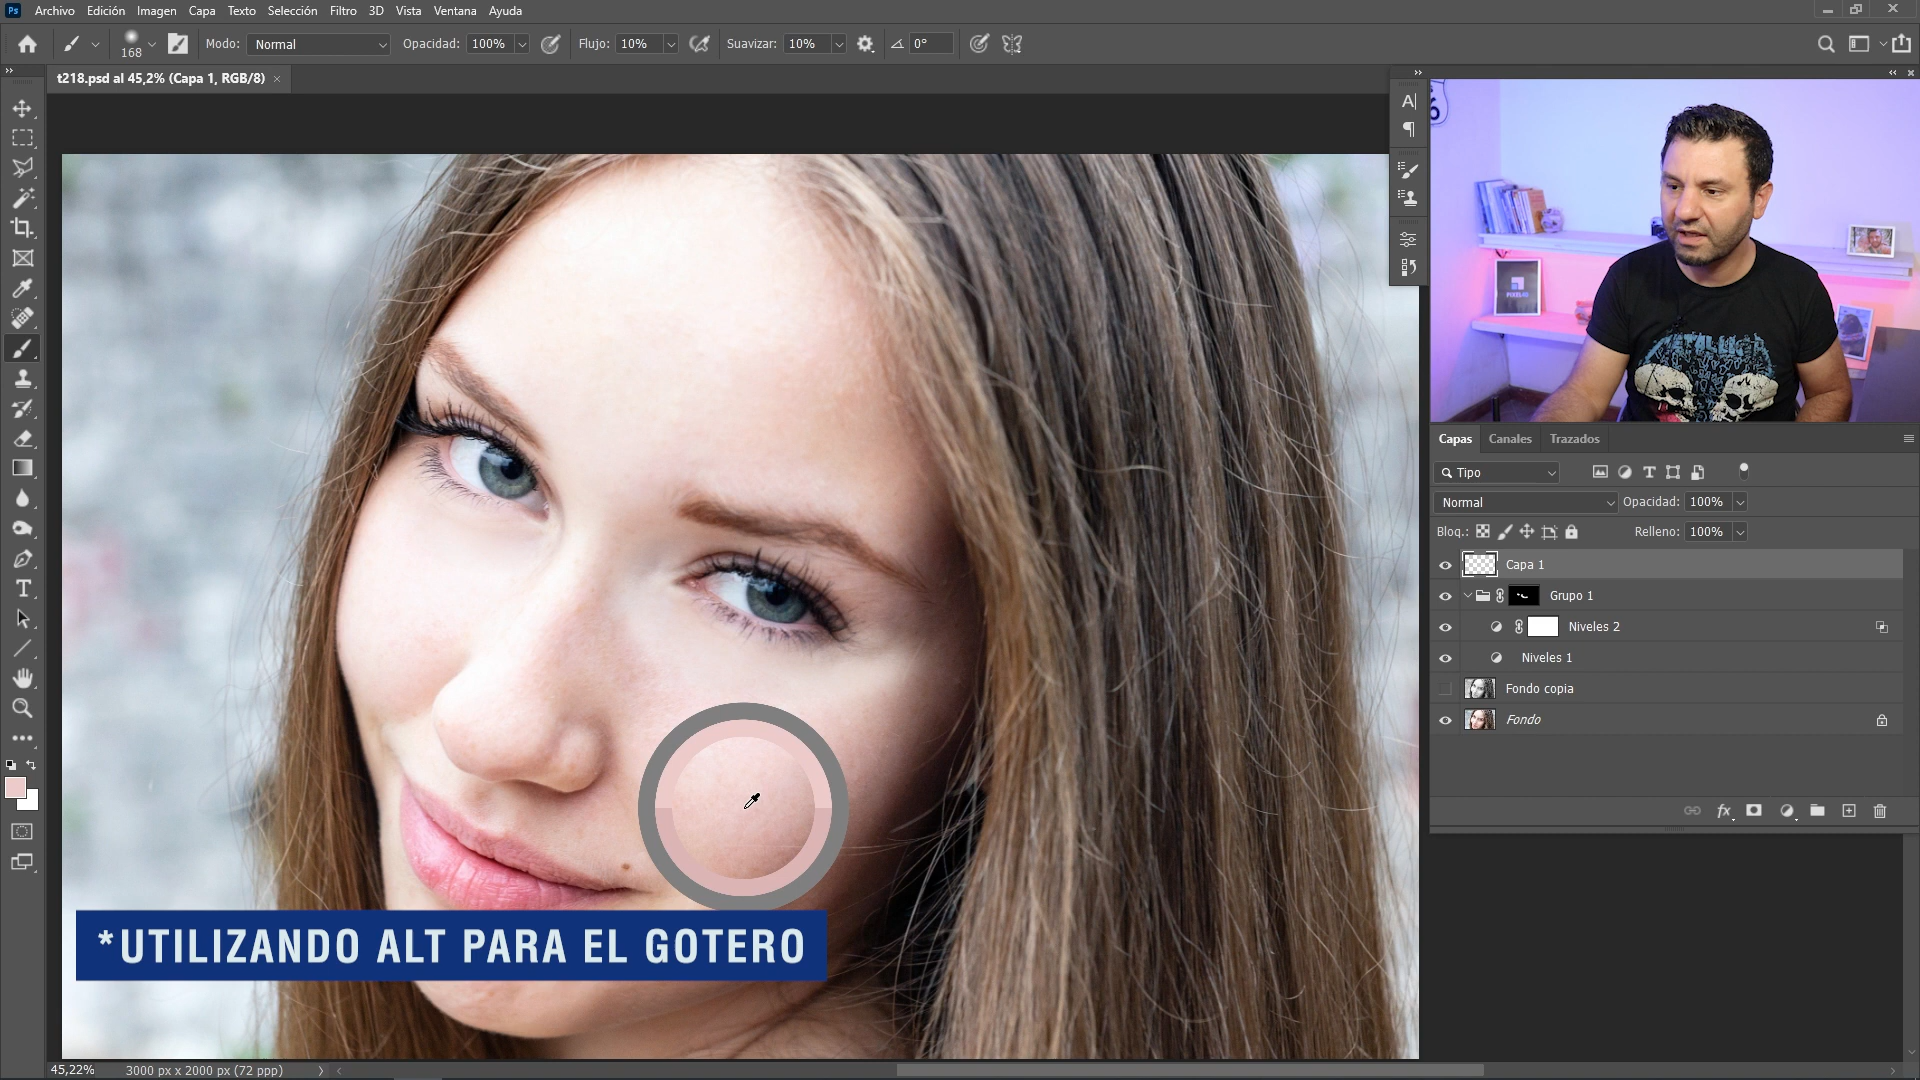 Ps Archivo Edición Imagen Capa Texto Selección Filtro 3D Vista Ventana Ayuda
168 Modo: Normal Opacidad: 100% Flujo: 10% Suavizar: 10% 0°
t218.psd al 45,2% (Capa 1, RGB/8) ×
Capas Canales Trazados
Tipo
Normal Opacidad: 100%
Bloq.: Relleno: 100%
Capa 1
Grupo 1
Niveles 2
Niveles 1
Fondo copia
Fondo
fx
*UTILIZANDO ALT PARA EL GOTERO
45,22% 3000 px x 2000 px (72 ppp)